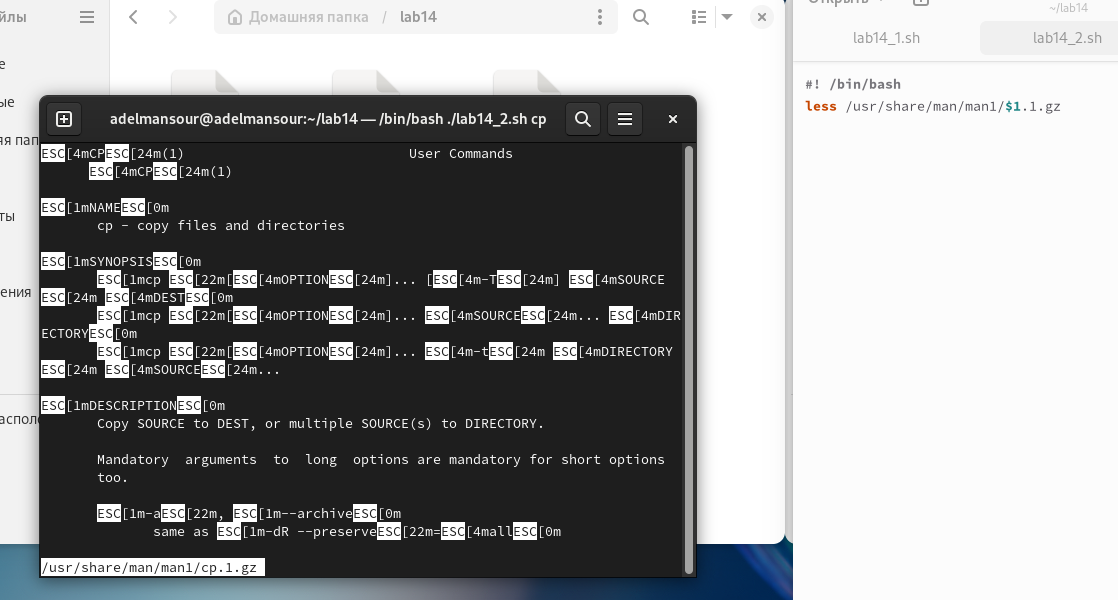 йлы
Домашняя папка / lab14
Открыть
~/lab14
lab14_1.sh
lab14_2.sh
#! /bin/bash
less /usr/share/man/man1/$1.1.gz
е
ые
яя пап
ты
ения
асполо
adelmansour@adelmansour:~/lab14 — /bin/bash ./lab14_2.sh cp
ESC[4mCPESC[24m(1)                            User Commands
      ESC[4mCPESC[24m(1)
ESC[1mNAMEESC[0m
       cp - copy files and directories
ESC[1mSYNOPSISESC[0m
       ESC[1mcp ESC[22m[ESC[4mOPTIONESC[24m]... [ESC[4m-TESC[24m] ESC[4mSOURCE
ESC[24m ESC[4mDESTESC[0m
       ESC[1mcp ESC[22m[ESC[4mOPTIONESC[24m]... ESC[4mSOURCEESC[24m... ESC[4mDIR
ECTORYESC[0m
       ESC[1mcp ESC[22m[ESC[4mOPTIONESC[24m]... ESC[4m-tESC[24m ESC[4mDIRECTORY
ESC[24m ESC[4mSOURCEESC[24m...
ESC[1mDESCRIPTIONESC[0m
       Copy SOURCE to DEST, or multiple SOURCE(s) to DIRECTORY.
       Mandatory  arguments  to  long  options are mandatory for short options
       too.
       ESC[1m-aESC[22m, ESC[1m--archiveESC[0m
              same as ESC[1m-dR --preserveESC[22m=ESC[4mallESC[0m
/usr/share/man/man1/cp.1.gz